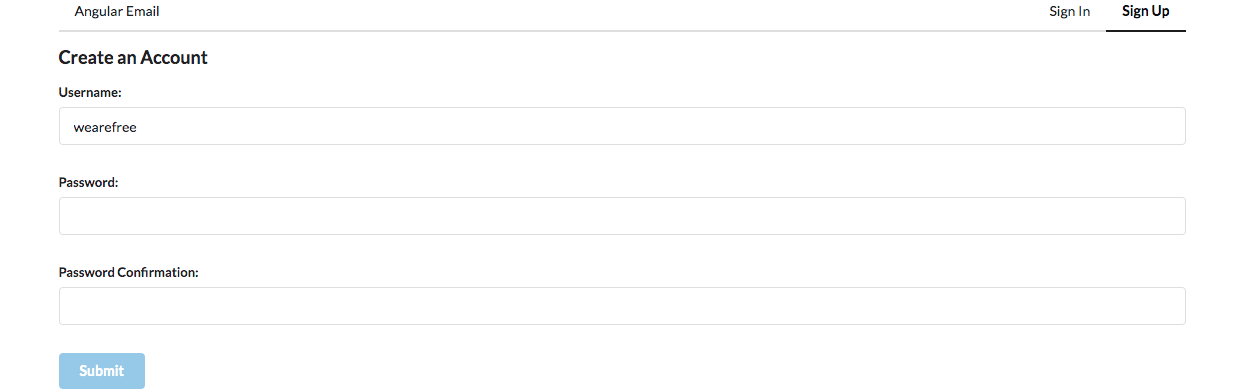 Angular Email Sign In Sign Up
Create an Account
Username:
wearefree
Password:
Password Confirmation:
Submit